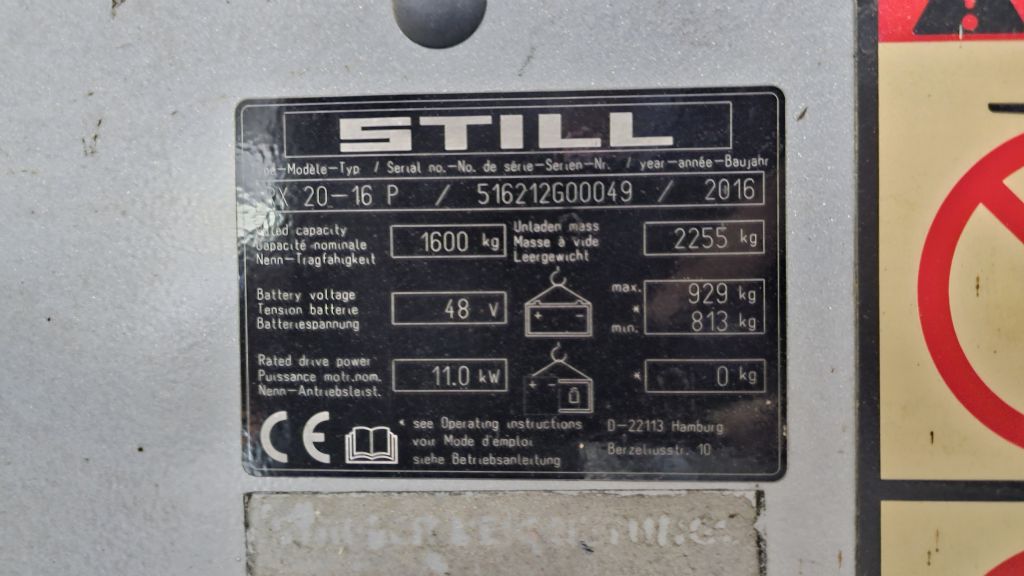 STILL
-Modèle-Typ / Serial no.-No. de série-Serien-Nr. / year-année-Baujahr
20-16 P / 516212G00049 / 2016
Rated capacity
Capacité nominale
Nenn-Tragfähigkeit
1600 kg
Unladen mass
Masse à vide
Leergewicht
2255 kg
Battery voltage
Tension batterie
Batteriespannung
48 V
+ -
max.
*
min.
929 kg
813 kg
Rated drive power
Puissance motr.nom.
Nenn-Antriebsleist.
11.0 kW
+ -
* 0 kg
CE
* see Operating instructions
voir Mode d'emploi
siehe Betriebsanleitung
D-22113 Hamburg
Berzeliusstr. 10